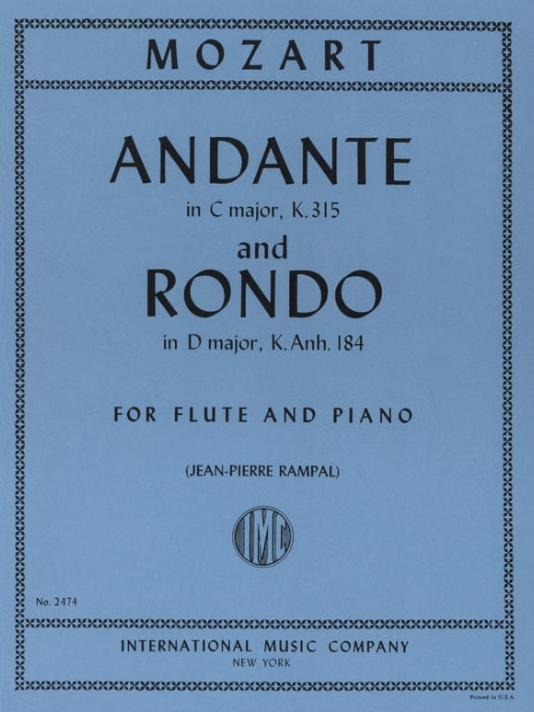 MOZART
ANDANTE
in C major, K. 315
and
RONDO
in D major, K. Anh. 184
FOR FLUTE AND PIANO
(JEAN-PIERRE RAMPAL)
IMC
No. 2474
INTERNATIONAL MUSIC COMPANY
NEW YORK
Printed in U.S.A.